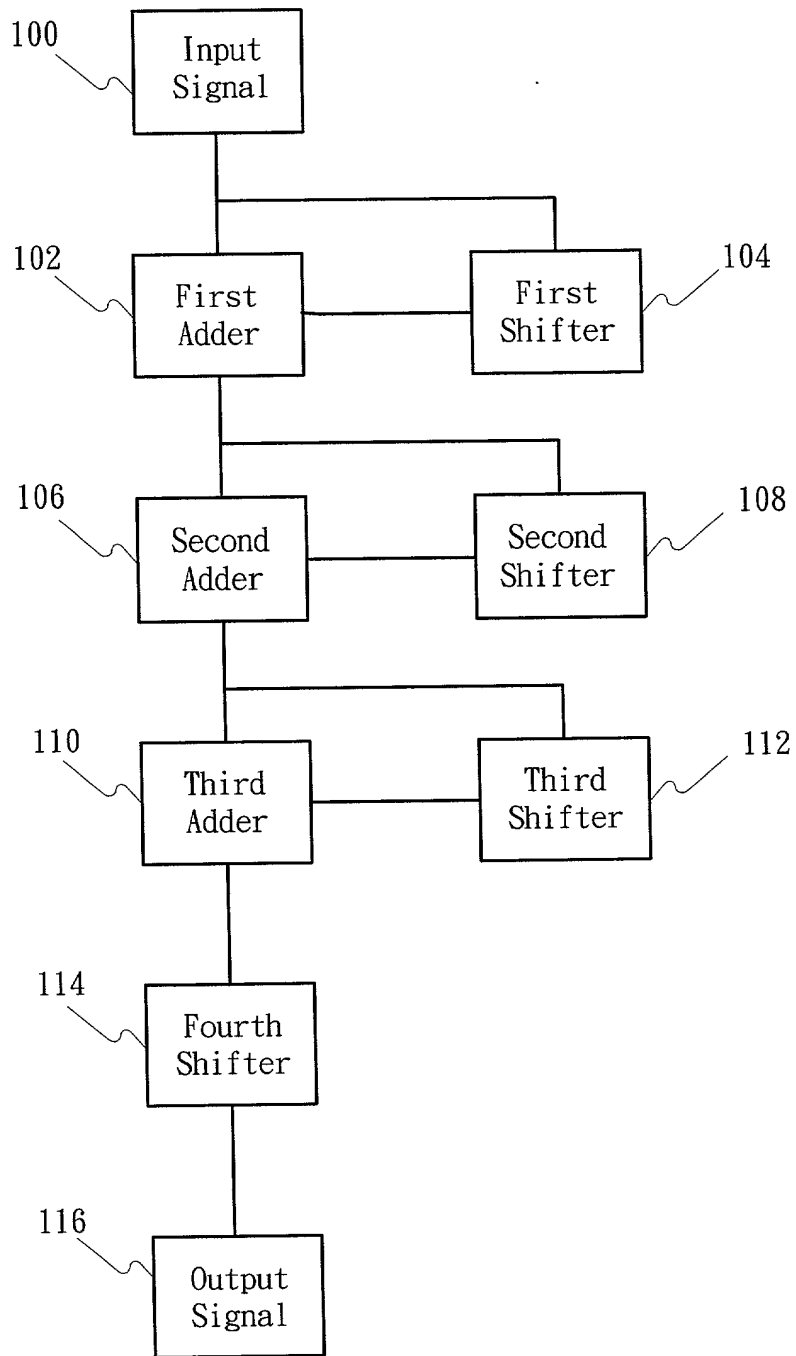 100
Input
Signal
102
First
Adder
First
Shifter
104
106
Second
Adder
Second
Shifter
108
110
Third
Adder
Third
Shifter
112
114
Fourth
Shifter
116
Output
Signal